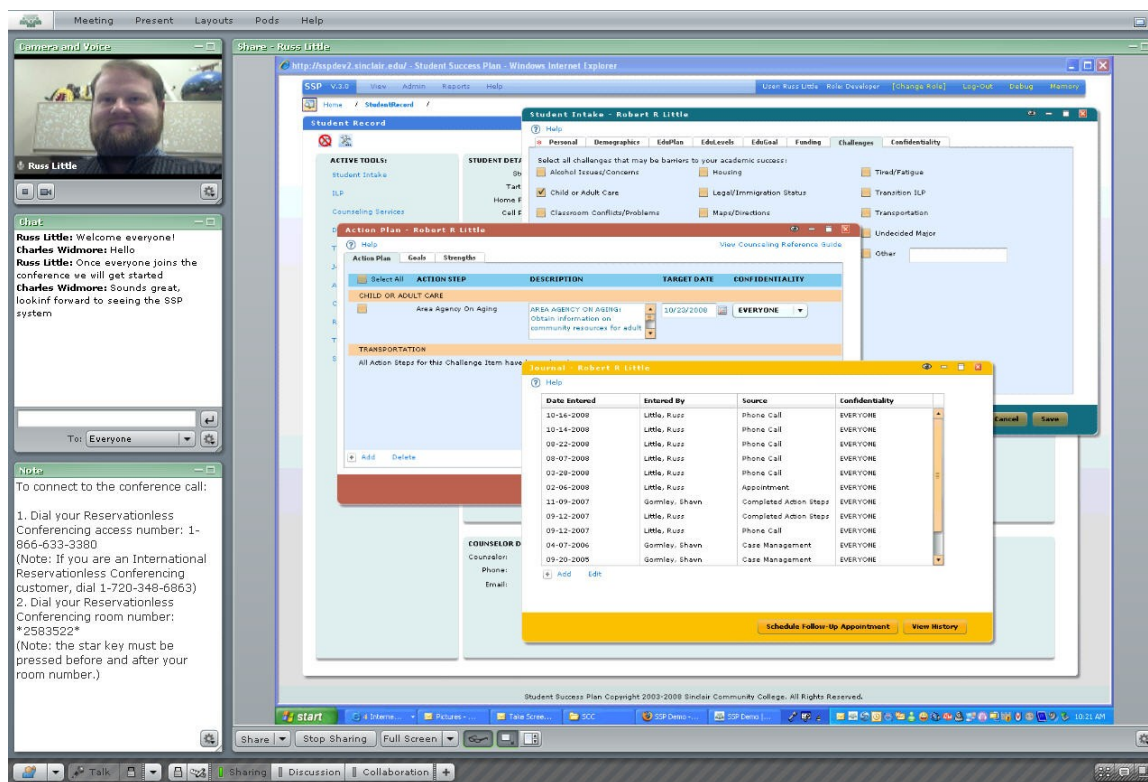 Meeting Present Layouts Pods Help
Camera and Voice
Russ Little
Chat
Russ Little: Welcome everyone!
Charles Widmore: Hello
Russ Little: Once everyone joins the
conference we will get started
Charles Widmore: Sounds great,
lookinf forward to seeing the SSP
system
To: Everyone
Note
To connect to the conference call:
1. Dial your Reservationless
Conferencing access number: 1-
866-633-3380
(Note: If you are an International
Reservationless Conferencing
customer, dial 1-720-348-6863)
2. Dial your Reservationless
Conferencing room number:
*2583522*
(Note: the star key must be
pressed before and after your
room number.)
Share - Russ Little
http://sspdev2.sinclair.edu/ - Student Success Plan - Windows Internet Explorer
SSP V.3.0 View Admin Reports Help User: Russ Little Role: Developer [Change Role] Log-Out Debug Memory
Home / StudentRecord /
Student Record
ACTIVE TOOLS:
Student Intake
ILP
Counseling Services
STUDENT DETA
Tart
Home P
Cell P
COUNSELOR D
Counselor:
Phone:
Email:
Student Intake - Robert R Little
Help
Personal Demographics EduPlan EduLevels EduGoal Funding Challenges Confidentiality
Select all challenges that may be barriers to your academic success:
Alcohol Issues/Concerns Housing Tired/Fatigue
Child or Adult Care Legal/Immigration Status Transition ILP
Classroom Conflicts/Problems Maps/Directions Transportation
Undecided Major
Other
Cancel Save
Action Plan - Robert R Little
Help View Counseling Reference Guide
Action Plan Goals Strengths
Select All ACTION STEP DESCRIPTION TARGET DATE CONFIDENTIALITY
CHILD OR ADULT CARE
Area Agency On Aging AREA AGENCY ON AGING: 10/23/2008 EVERYONE
Obtain information on
community resources for adult
TRANSPORTATION
All Action Steps for this Challenge Item have
Add Delete
Journal - Robert R Little
Help
Date Entered Entered By Source Confidentiality
10-16-2008 Little, Russ Phone Call EVERYONE
10-14-2008 Little, Russ Phone Call EVERYONE
08-22-2008 Little, Russ Phone Call EVERYONE
08-07-2008 Little, Russ Phone Call EVERYONE
03-28-2008 Little, Russ Phone Call EVERYONE
02-06-2008 Little, Russ Appointment EVERYONE
11-09-2007 Gormley, Shawn Completed Action Steps EVERYONE
09-12-2007 Little, Russ Completed Action Steps EVERYONE
09-12-2007 Little, Russ Phone Call EVERYONE
04-07-2006 Gormley, Shawn Case Management EVERYONE
09-20-2005 Gormley, Shawn Case Management EVERYONE
Add Edit
Schedule Follow-Up Appointment View History
Student Success Plan Copyright 2003-2008 Sinclair Community College. All Rights Reserved.
start 4 Interne... Pictures - ... Take Scree... SCC SSP Demo -... SSP Demo (... 10:21 AM
Share Stop Sharing Full Screen
Talk Sharing Discussion Collaboration